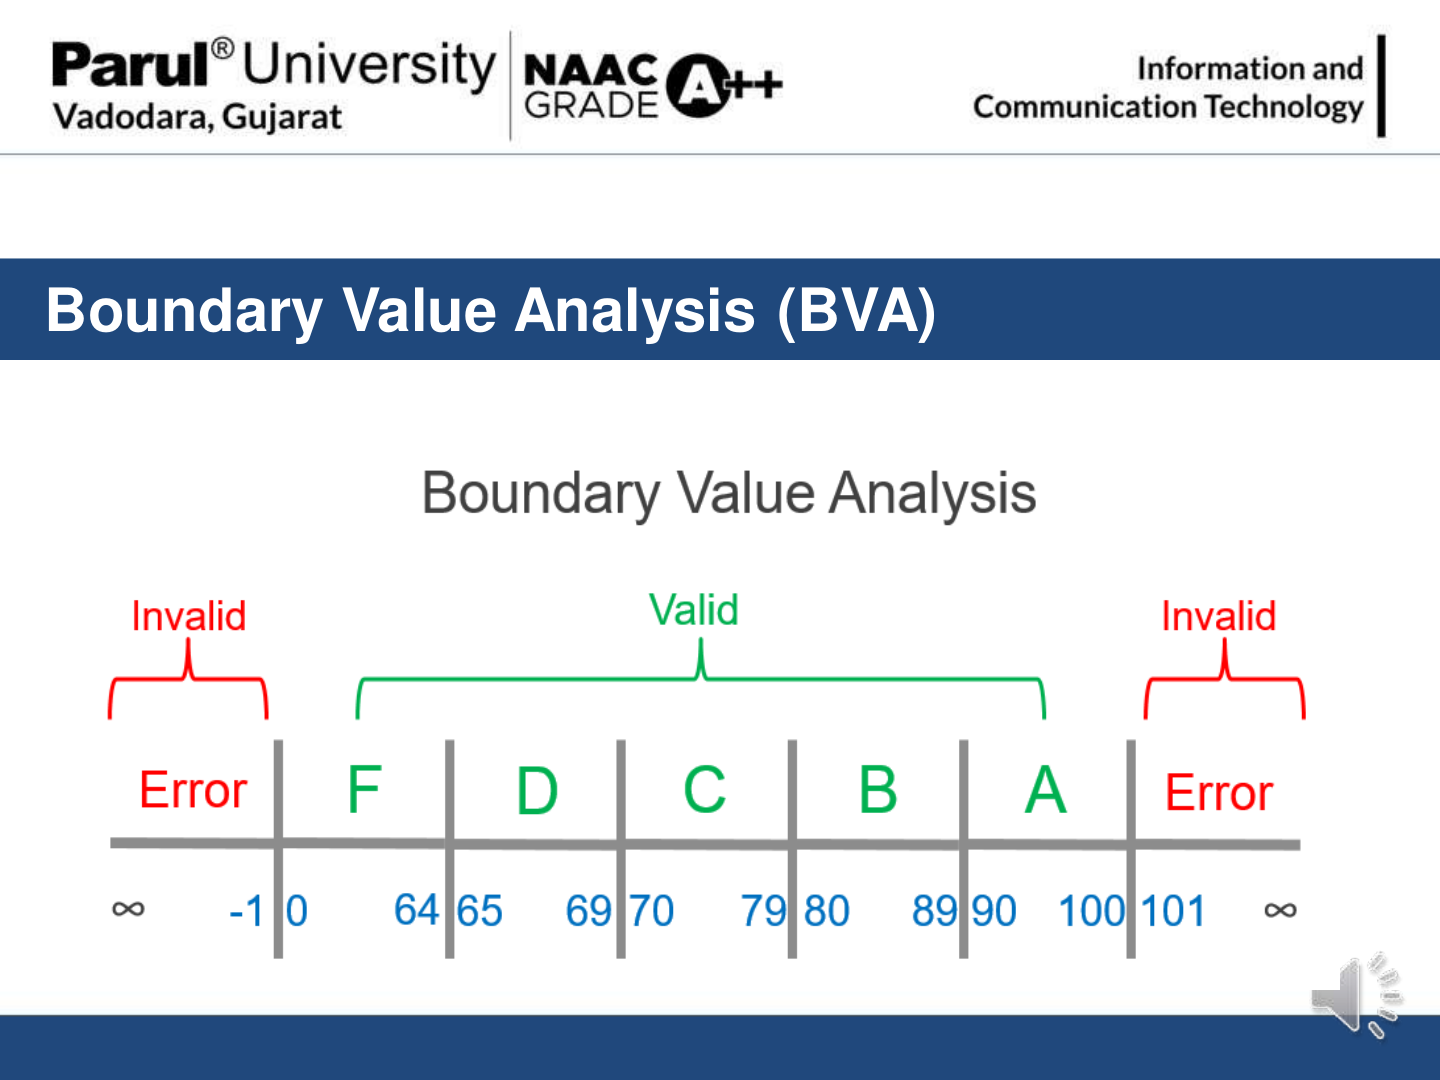 Parul® University
Vadodara, Gujarat
NAAC
GRADE A++
Information and
Communication Technology
Boundary Value Analysis (BVA)
Boundary Value Analysis
Invalid Valid Invalid
Error F D C B A Error
∞ -1 0 64 65 69 70 79 80 89 90 100 101 ∞